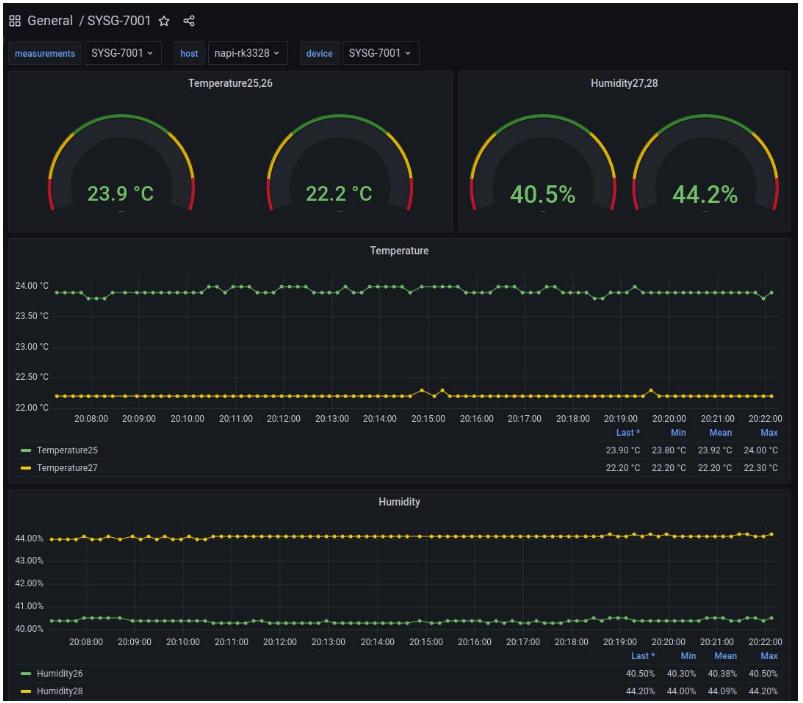 General / SYSG-7001
measurements SYSG-7001 host napi-rk3328 device SYSG-7001
Temperature25,26
Humidity27,28
23.9 °C 22.2 °C 40.5% 44.2%
Temperature
24.00 °C
23.50 °C
23.00 °C
22.50 °C
22.00 °C
20:08:00 20:09:00 20:10:00 20:11:00 20:12:00 20:13:00 20:14:00 20:15:00 20:16:00 20:17:00 20:18:00 20:19:00 20:20:00 20:21:00 20:22:00
Last * Min Mean Max
Temperature25 23.90 °C 23.80 °C 23.92 °C 24.00 °C
Temperature27 22.20 °C 22.20 °C 22.20 °C 22.30 °C
Humidity
44.00%
43.00%
42.00%
41.00%
40.00%
20:08:00 20:09:00 20:10:00 20:11:00 20:12:00 20:13:00 20:14:00 20:15:00 20:16:00 20:17:00 20:18:00 20:19:00 20:20:00 20:21:00 20:22:00
Last * Min Mean Max
Humidity26 40.50% 40.30% 40.38% 40.50%
Humidity28 44.20% 44.00% 44.09% 44.20%